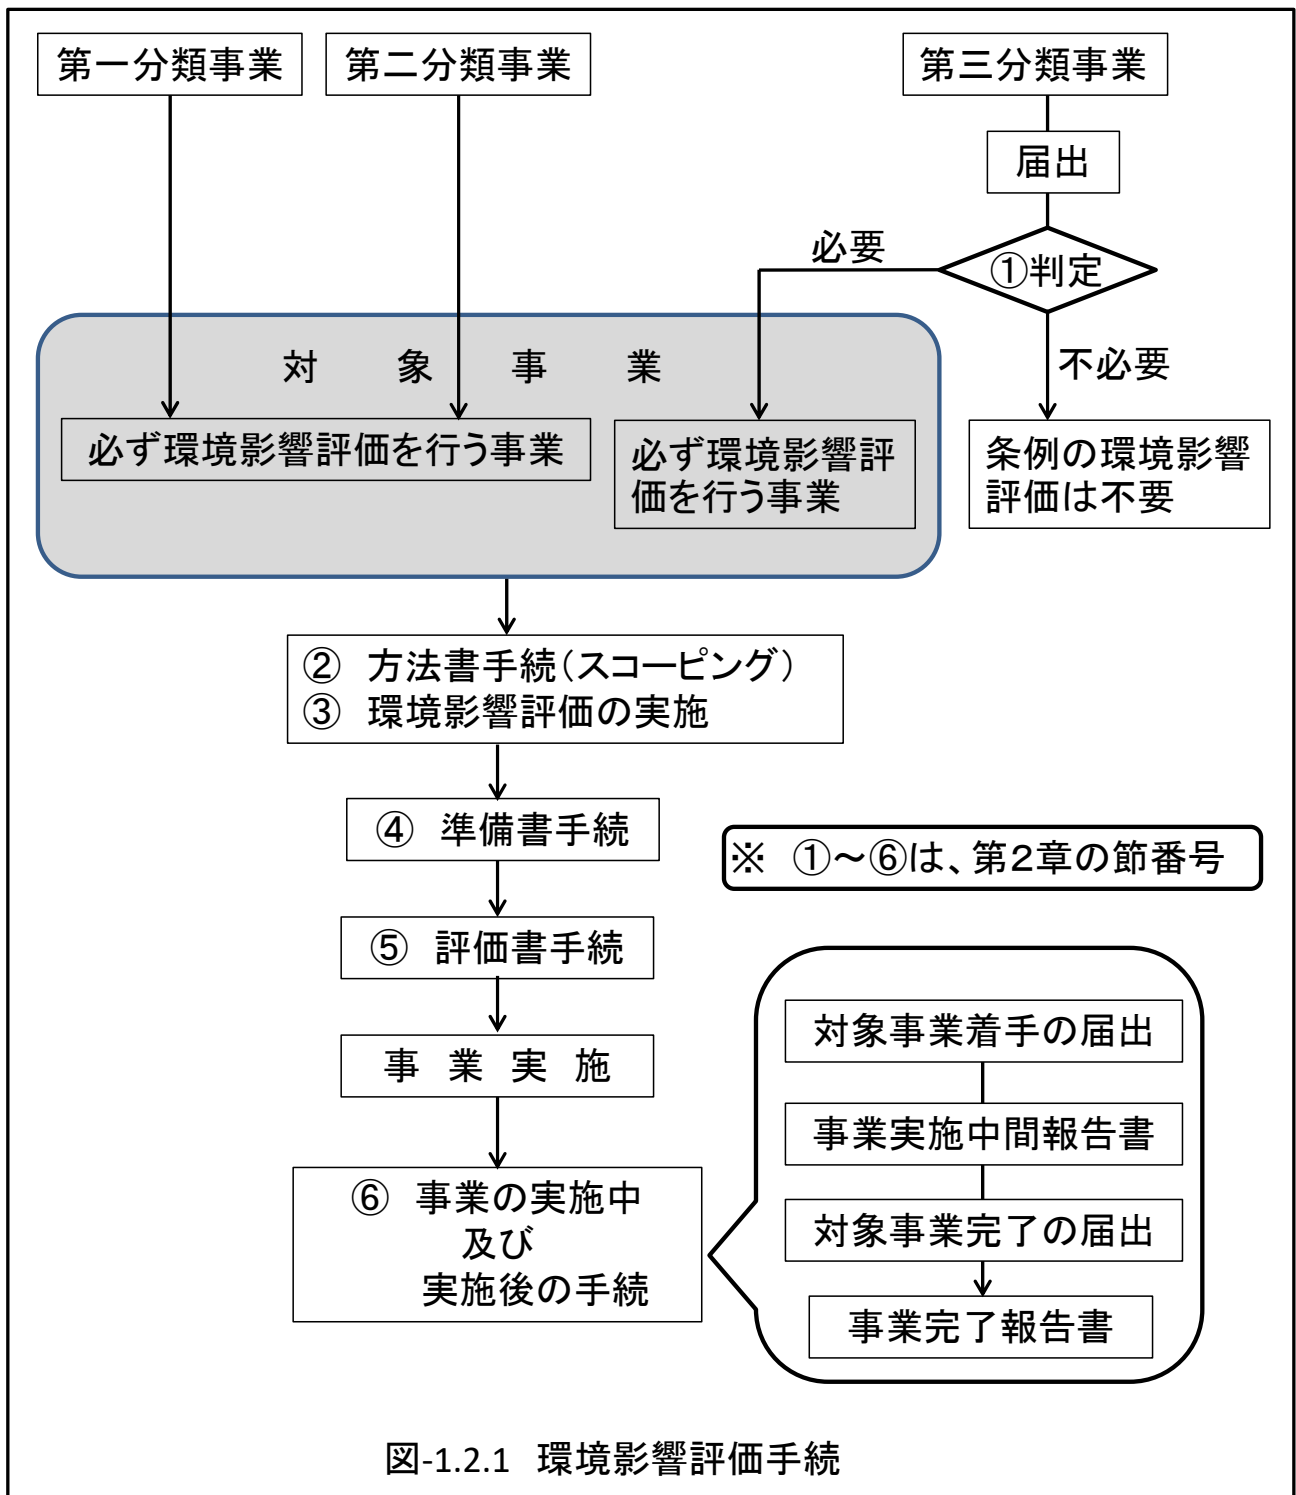 第一分類事業
第二分類事業
第三分類事業
届出
①判定
必要
不必要
対 象 事 業
必ず環境影響評価を行う事業
必ず環境影響評
価を行う事業
条例の環境影響
評価は不要
② 方法書手続(スコーピング)
③ 環境影響評価の実施
④ 準備書手続
※ ①～⑥は、第2章の節番号
⑤ 評価書手続
事 業 実 施
⑥ 事業の実施中
及び
実施後の手続
対象事業着手の届出
事業実施中間報告書
対象事業完了の届出
事業完了報告書
図-1.2.1 環境影響評価手続